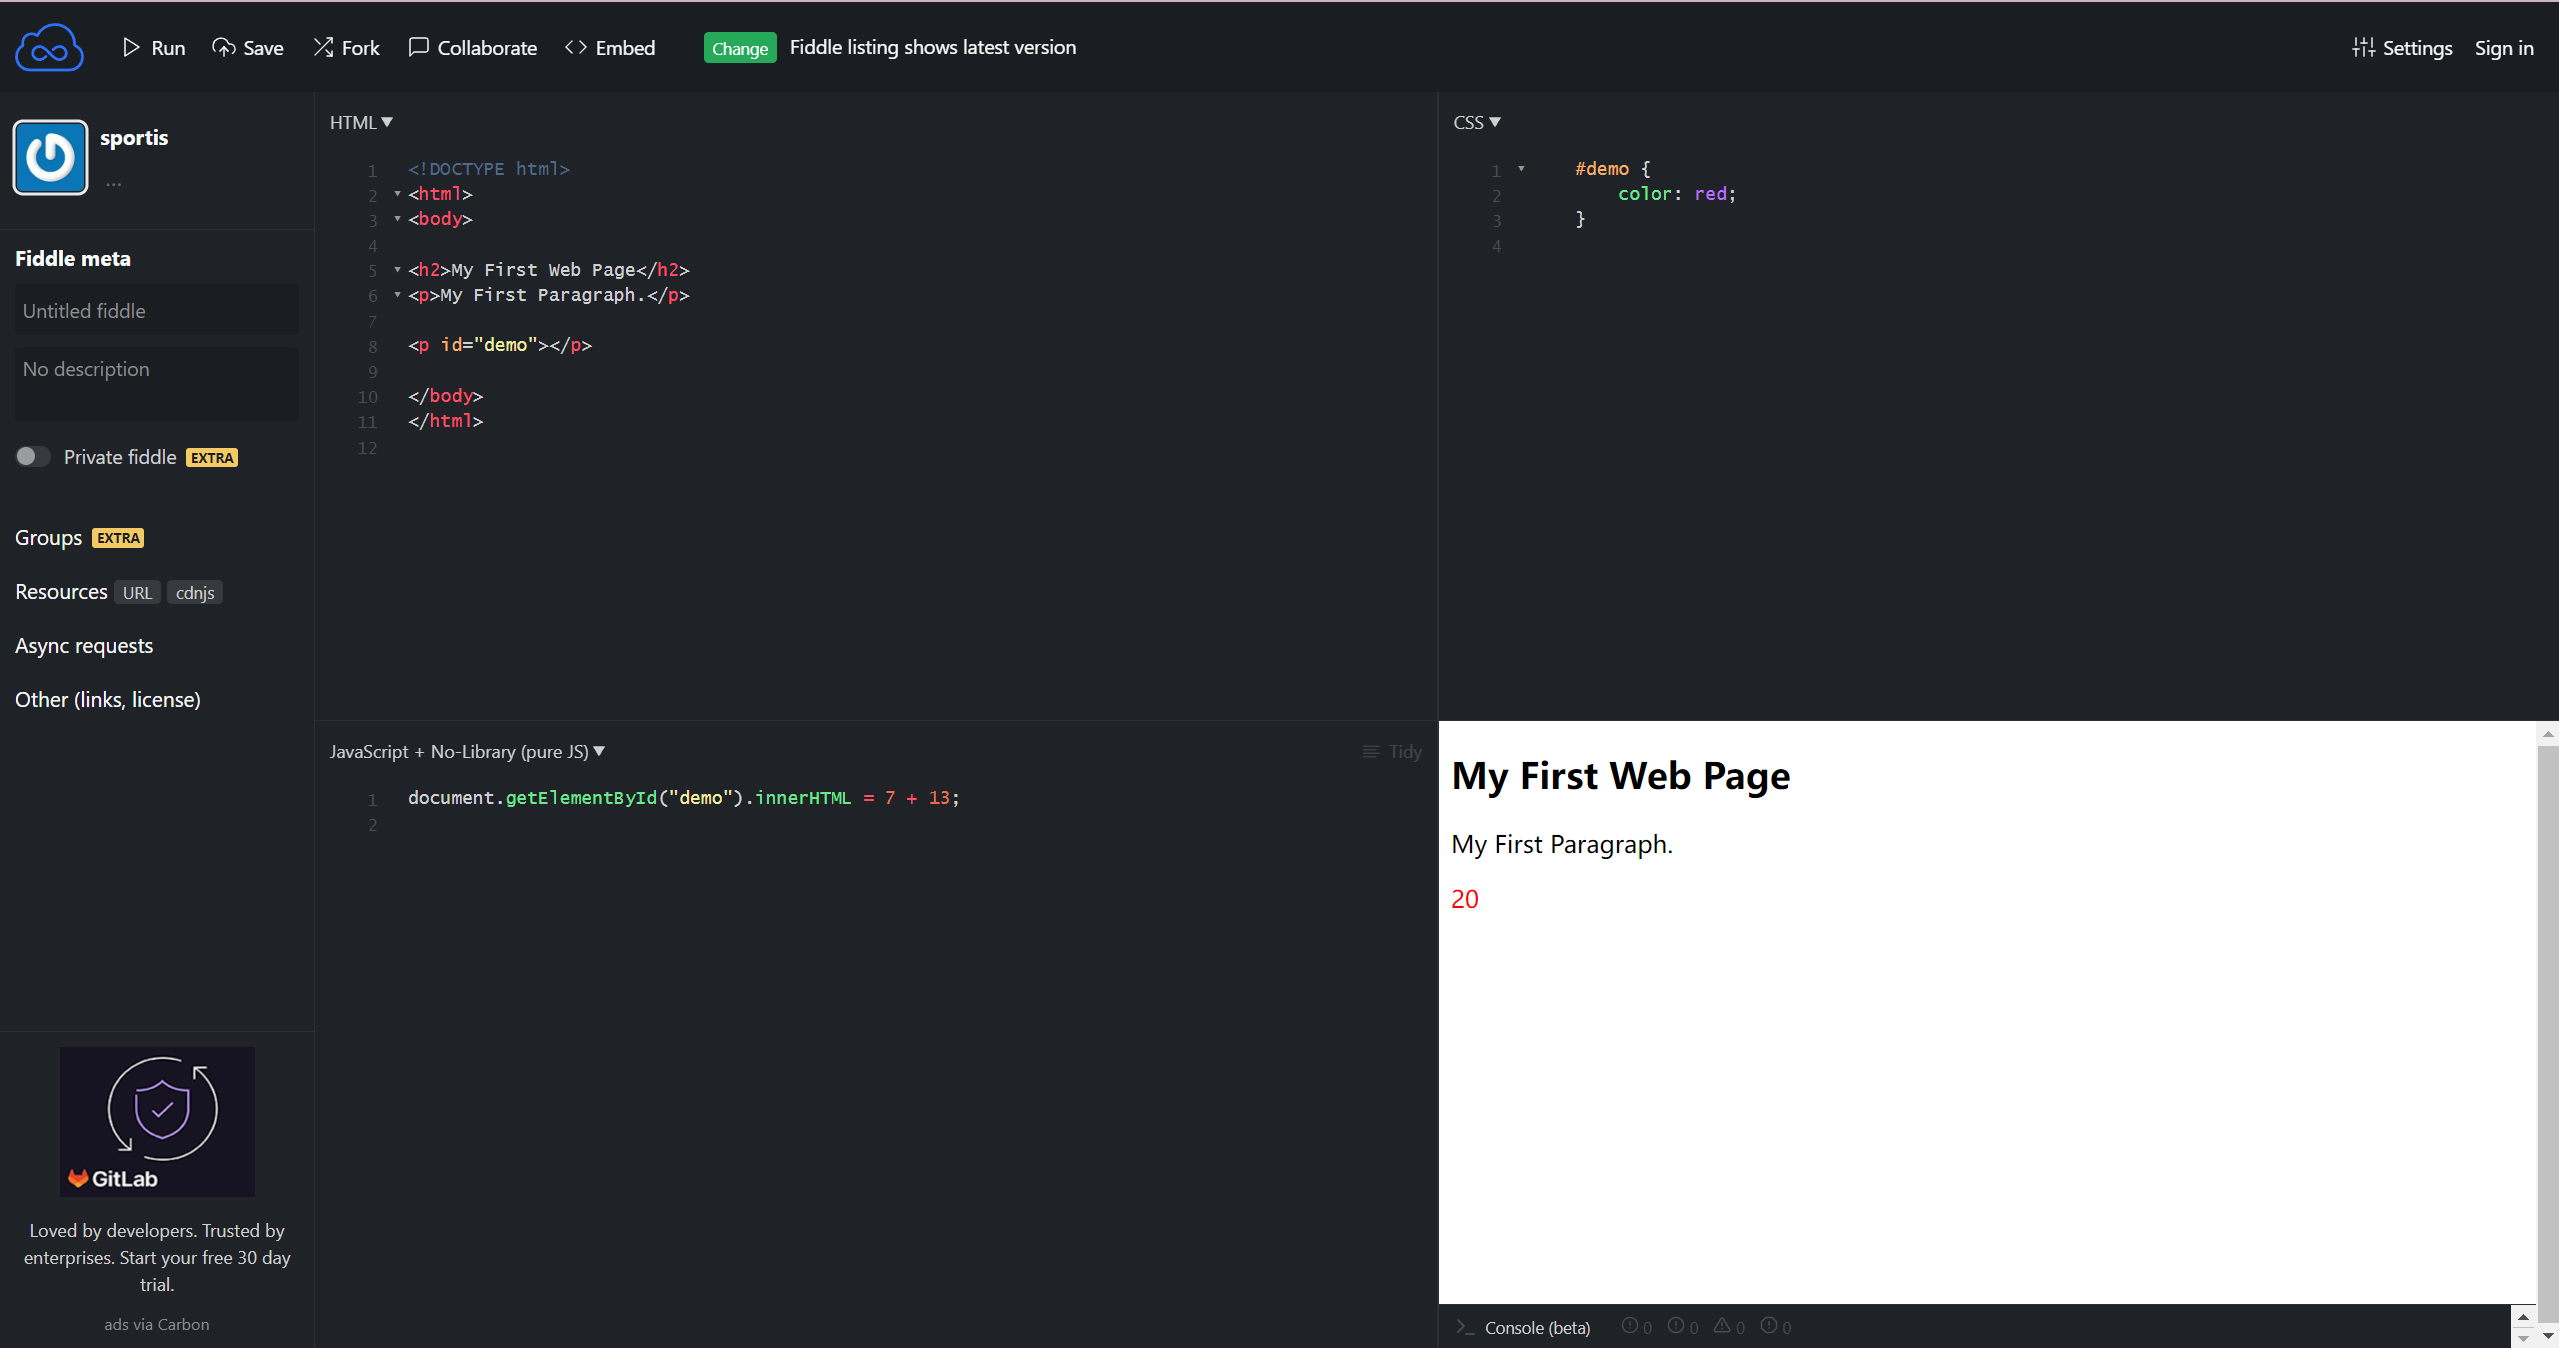 Run Save Fork Collaborate Embed Change Fiddle listing shows latest version Settings Sign in
sportis
...
Fiddle meta
Untitled fiddle
No description
Private fiddle EXTRA
Groups EXTRA
Resources URL cdnjs
Async requests
Other (links, license)
GitLab
Loved by developers. Trusted by
enterprises. Start your free 30 day
trial.
ads via Carbon
HTML
1 <!DOCTYPE html>
2 <html>
3 <body>
4
5 <h2>My First Web Page</h2>
6 <p>My First Paragraph.</p>
7
8 <p id="demo"></p>
9
10 </body>
11 </html>
12
CSS
1 #demo {
2 color: red;
3 }
4
JavaScript + No-Library (pure JS) Tidy
1 document.getElementById("demo").innerHTML = 7 + 13;
2
My First Web Page
My First Paragraph.
20
>_ Console (beta) 0 0 0 0